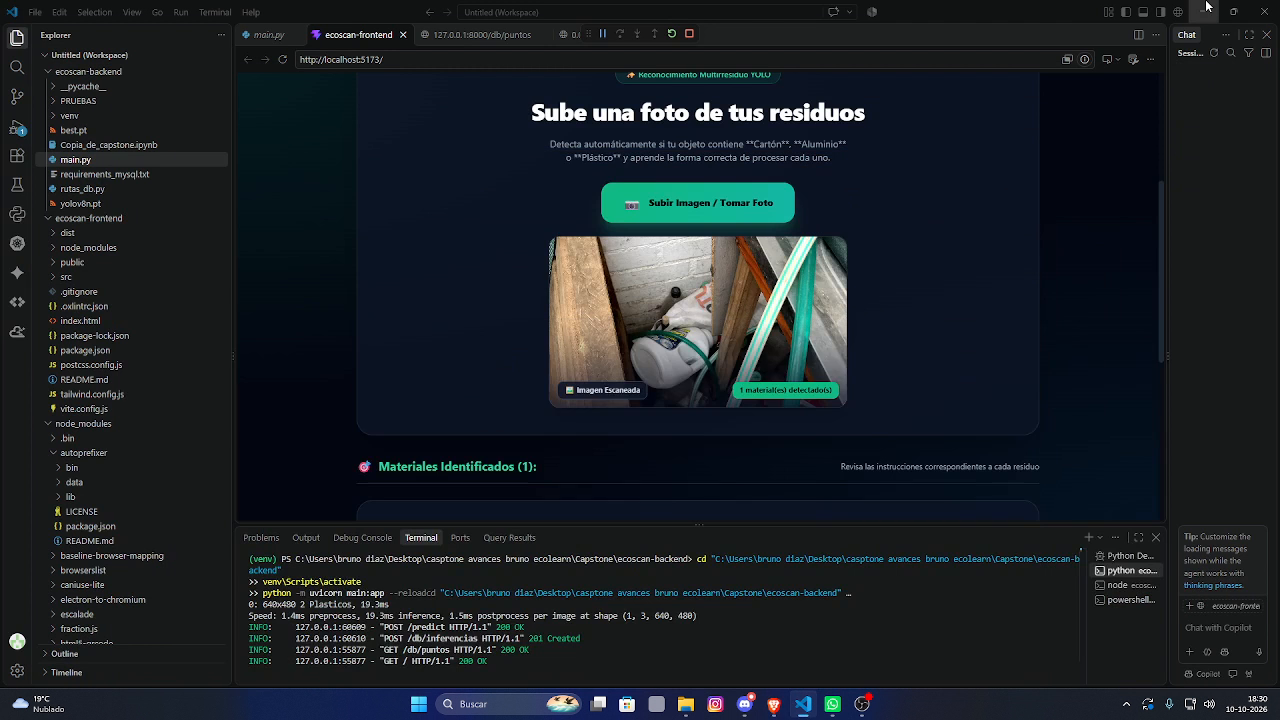 File Edit Selection View Go Run Terminal Help
Untitled (Workspace)
Explorer
Untitled (Workspace)
ecoscan-backend
__pycache__
PRUEBAS
venv
best.pt
Copia_de_capstone.ipynb
main.py
requirements_mysql.txt
rutas_db.py
yolov8n.pt
ecoscan-frontend
dist
node_modules
public
src
.gitignore
.oxlintrc.json
index.html
package-lock.json
package.json
postcss.config.js
README.md
tailwind.config.js
vite.config.js
node_modules
.bin
autoprefixer
bin
data
lib
LICENSE
package.json
README.md
baseline-browser-mapping
browserslist
caniuse-lite
electron-to-chromium
escalade
fraction.js
Outline
Timeline
main.py
ecoscan-frontend
127.0.0.1:8000/db/puntos
http://localhost:5173/
Reconocimiento Multirresiduo YOLO
Sube una foto de tus residuos
Detecta automáticamente si tu objeto contiene **Cartón**, **Aluminio**
o **Plástico** y aprende la forma correcta de procesar cada uno.
Subir Imagen / Tomar Foto
Imagen Escaneada
1 material(es) detectado(s)
Materiales Identificados (1):
Revisa las instrucciones correspondientes a cada residuo
Problems Output Debug Console Terminal Ports Query Results
(venv) PS C:\Users\bruno diaz\Desktop\casptone avances bruno ecolearn\Capstone\ecoscan-backend> cd "C:\Users\bruno diaz\Desktop\casptone avances bruno ecolearn\Capstone\ecoscan-b
ackend"
>> venv\Scripts\activate
>> python -m uvicorn main:app --reloadcd "C:\Users\bruno diaz\Desktop\casptone avances bruno ecolearn\Capstone\ecoscan-backend" …
0: 640x480 2 Plasticos, 19.3ms
Speed: 1.4ms preprocess, 19.3ms inference, 1.5ms postprocess per image at shape (1, 3, 640, 480)
INFO: 127.0.0.1:60609 - "POST /predict HTTP/1.1" 200 OK
INFO: 127.0.0.1:60610 - "POST /db/inferencias HTTP/1.1" 201 Created
INFO: 127.0.0.1:55877 - "GET /db/puntos HTTP/1.1" 200 OK
INFO: 127.0.0.1:55877 - "GET / HTTP/1.1" 200 OK
Python De...
python eco...
node ecosc...
powershell...
Chat
Sessi...
Tip: Customize the
loading messages
shown while the
agent works with
thinking phrases.
ecoscan-fronte
Chat with Copilot
Copilot
19°C
Nublado
Buscar
18:25
10-10-2026